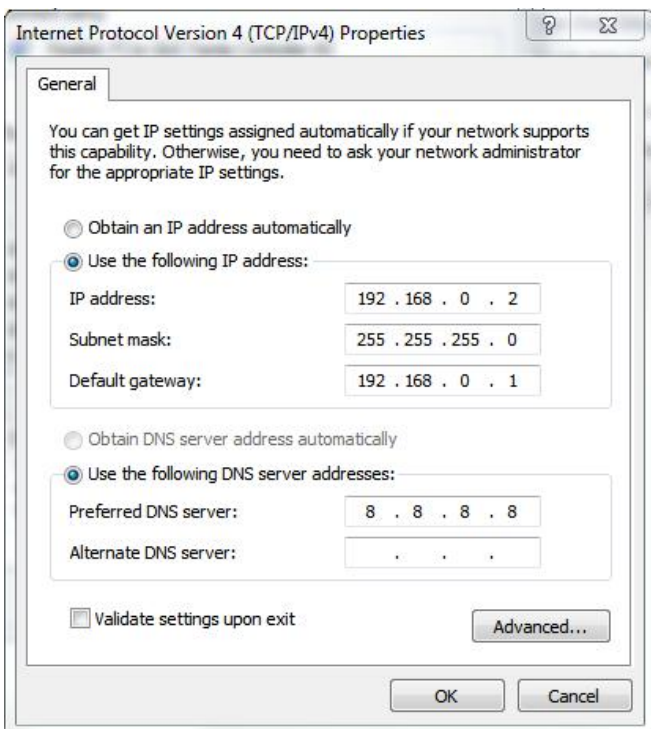 Internet Protocol Version 4 (TCP/IPv4) Properties
General
You can get IP settings assigned automatically if your network supports
this capability. Otherwise, you need to ask your network administrator
for the appropriate IP settings.
Obtain an IP address automatically
Use the following IP address:
IP address: 192 . 168 . 0 . 2
Subnet mask: 255 . 255 . 255 . 0
Default gateway: 192 . 168 . 0 . 1
Obtain DNS server address automatically
Use the following DNS server addresses:
Preferred DNS server: 8 . 8 . 8 . 8
Alternate DNS server: . . .
Validate settings upon exit
Advanced...
OK Cancel